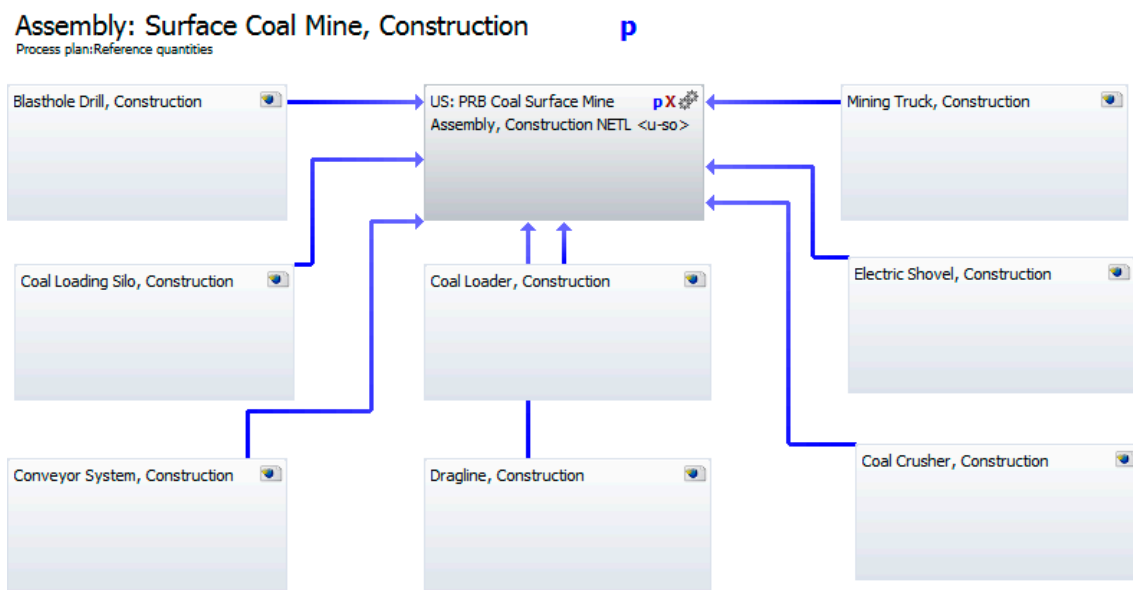 Assembly: Surface Coal Mine, Construction p
Process plan:Reference quantities
Blasthole Drill, Construction
US: PRB Coal Surface Mine pX
Assembly, Construction NETL <u-so>
Mining Truck, Construction
Coal Loading Silo, Construction
Coal Loader, Construction
Electric Shovel, Construction
Conveyor System, Construction
Dragline, Construction
Coal Crusher, Construction